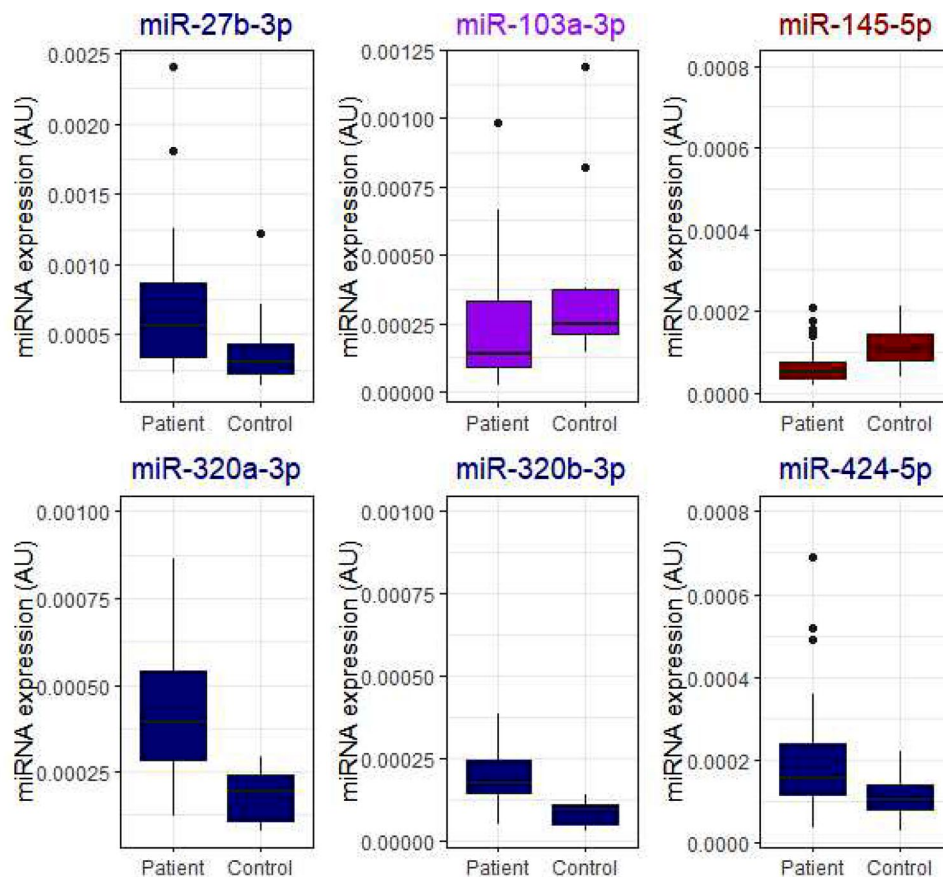 miR-27b-3p
miRNA expression (AU)
0.0025
0.0020
0.0015
0.0010
0.0005
Patient Control
miR-103a-3p
miRNA expression (AU)
0.00125
0.00100
0.00075
0.00050
0.00025
0.00000
Patient Control
miR-145-5p
miRNA expression (AU)
0.0008
0.0006
0.0004
0.0002
0.0000
Patient Control
miR-320a-3p
miRNA expression (AU)
0.00100
0.00075
0.00050
0.00025
Patient Control
miR-320b-3p
miRNA expression (AU)
0.00100
0.00075
0.00050
0.00025
0.00000
Patient Control
miR-424-5p
miRNA expression (AU)
0.0008
0.0006
0.0004
0.0002
0.0000
Patient Control